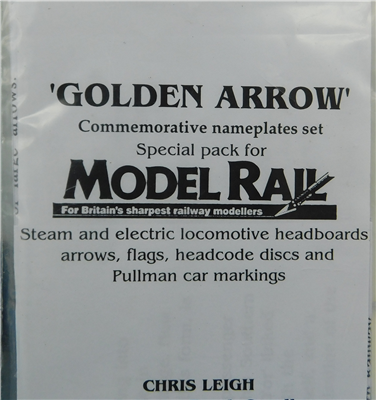 'GOLDEN ARROW'
Commemorative nameplates set
Special pack for
MODEL RAIL
For Britain's sharpest railway modellers
Steam and electric locomotive headboards
arrows, flags, headcode discs and
Pullman car markings
CHRIS LEIGH